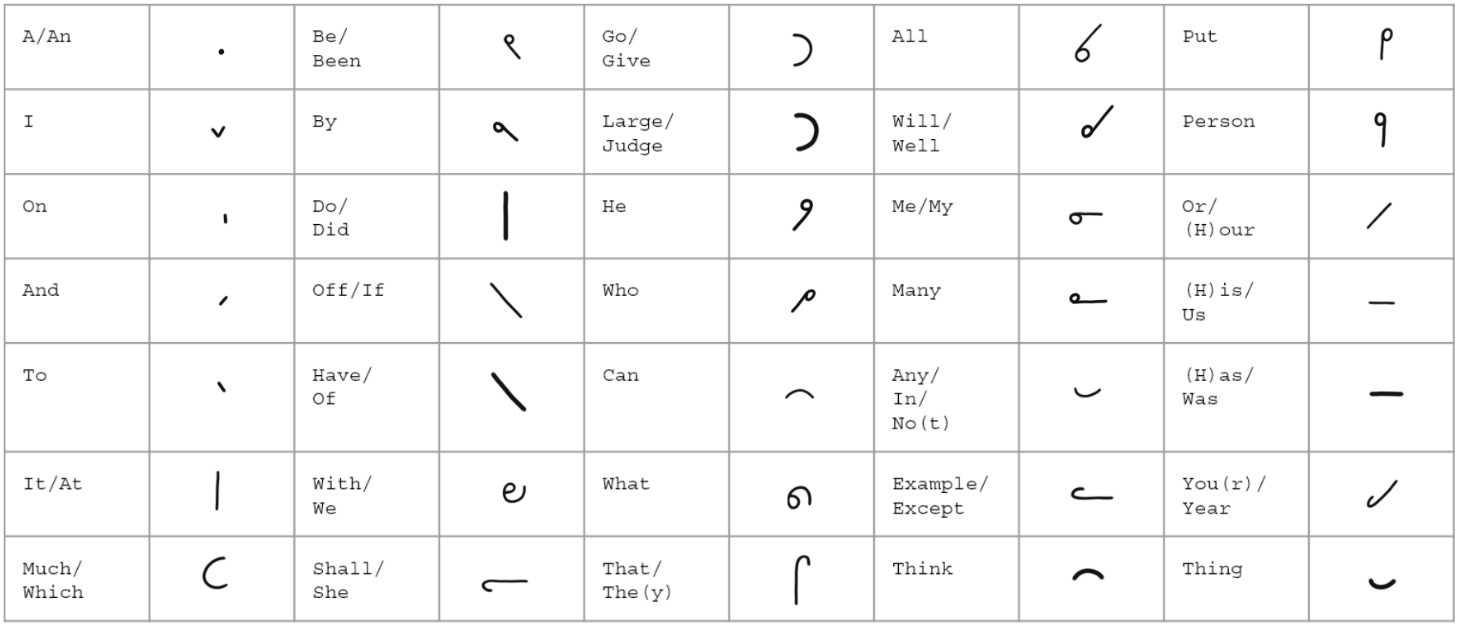 A/An Be/ Go/ All Put
Been Give
I By Large/ Will/ Person
Judge Well
On Do/ He Me/My Or/
Did (H)our
And Off/If Who Many (H)is/
Us
To Have/ Can Any/ (H)as/
Of In/ Was
No(t)
It/At With/ What Example/ You(r)/
We Except Year
Much/ Shall/ That/ Think Thing
Which She The(y)